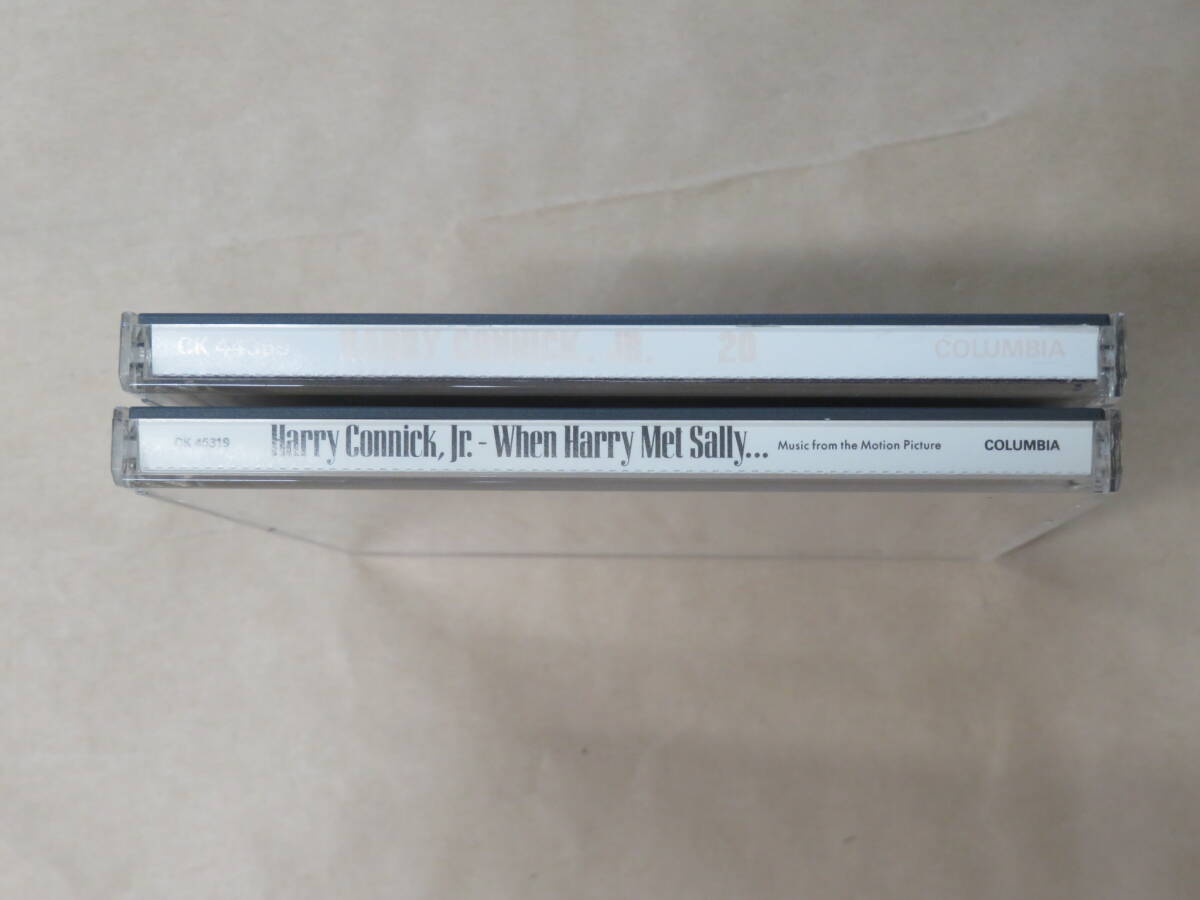 CK 44369 HARRY CONNICK, JR. 20 COLUMBIA
CK 45319 Harry Connick, Jr. - When Harry Met Sally... Music from the Motion Picture COLUMBIA